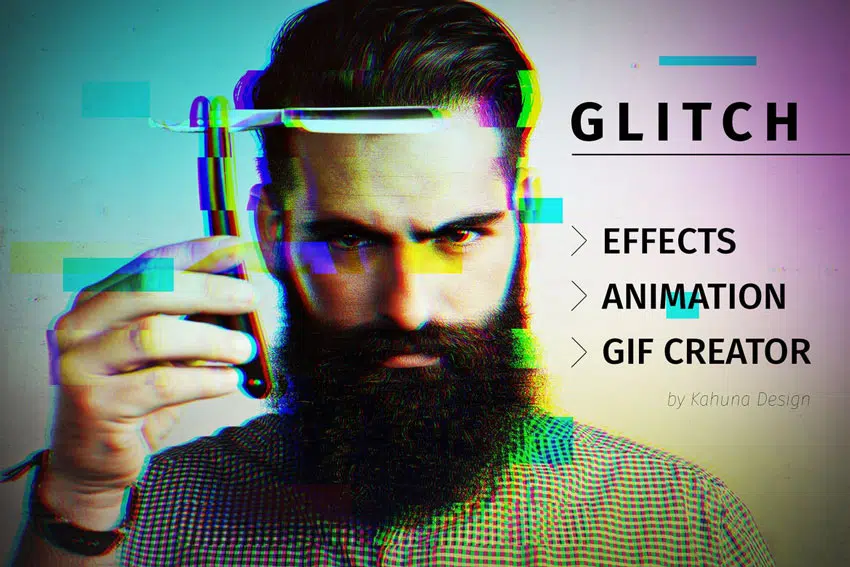 GLITCH
EFFECTS
ANIMATION
GIF CREATOR
by Kahuna Design